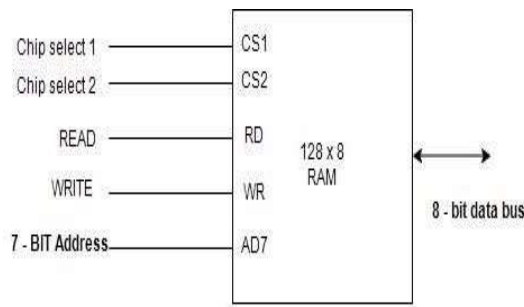 Chip select 1 CS1
Chip select 2 CS2
READ RD
128 x 8
RAM
WRITE WR
8 - bit data bus
7 - BIT Address AD7